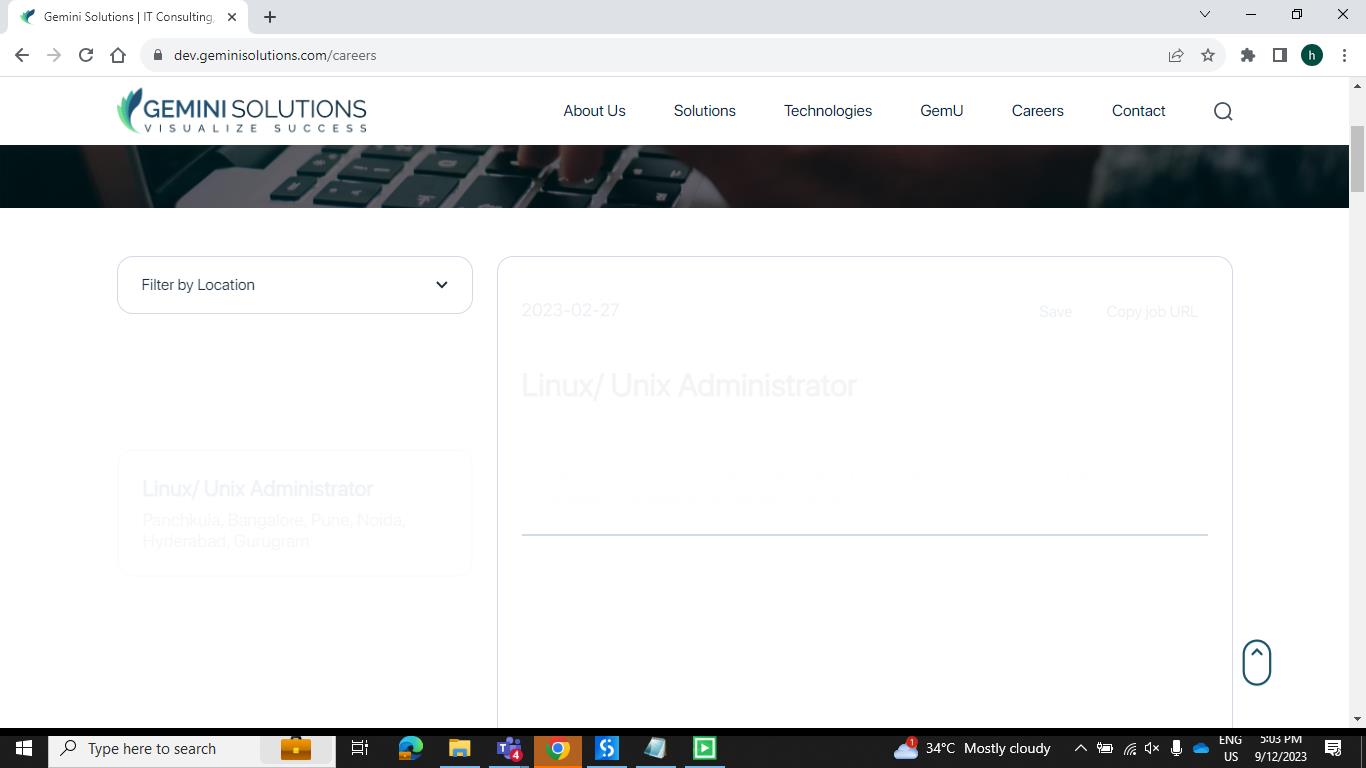 Gemini Solutions | IT Consulting,
dev.geminisolutions.com/careers
h
GEMINI SOLUTIONS
VISUALIZE SUCCESS
About Us
Solutions
Technologies
GemU
Careers
Contact
Filter by Location
2023-02-27
Save
Copy job URL
Linux/ Unix Administrator
Linux/ Unix Administrator
Panchkula, Bangalore, Pune, Noida,
Hyderabad, Gurugram
Type here to search
4
1
34°C Mostly cloudy
ENG
US
5:03 PM
9/12/2023